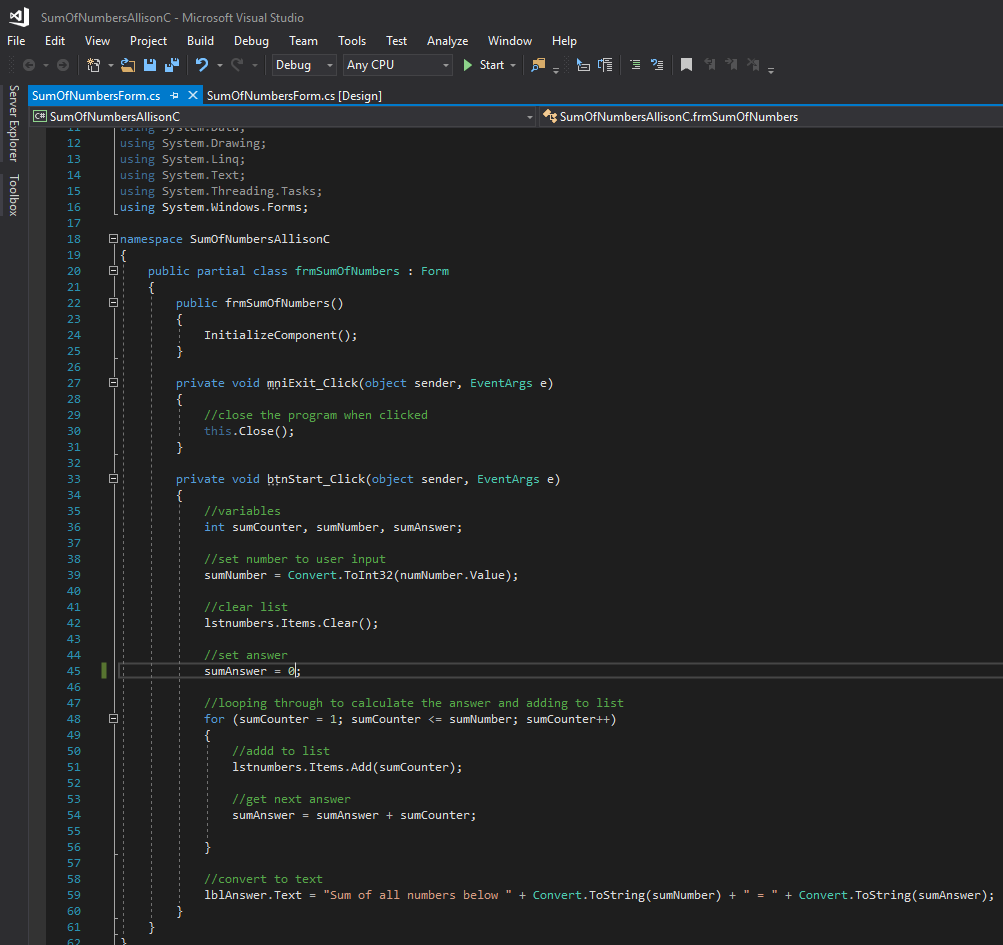 SumOfNumbersAllisonC - Microsoft Visual Studio
File Edit View Project Build Debug Team Tools Test Analyze Window Help
Debug Any CPU Start
Server Explorer
Toolbox
SumOfNumbersForm.cs SumOfNumbersForm.cs [Design]
C# SumOfNumbersAllisonC SumOfNumbersAllisonC.frmSumOfNumbers
11 using System.Data;
12 using System.Drawing;
13 using System.Linq;
14 using System.Text;
15 using System.Threading.Tasks;
16 using System.Windows.Forms;
17
18 namespace SumOfNumbersAllisonC
19 {
20 public partial class frmSumOfNumbers : Form
21 {
22 public frmSumOfNumbers()
23 {
24 InitializeComponent();
25 }
26
27 private void mniExit_Click(object sender, EventArgs e)
28 {
29 //close the program when clicked
30 this.Close();
31 }
32
33 private void btnStart_Click(object sender, EventArgs e)
34 {
35 //variables
36 int sumCounter, sumNumber, sumAnswer;
37
38 //set number to user input
39 sumNumber = Convert.ToInt32(numNumber.Value);
40
41 //clear list
42 lstnumbers.Items.Clear();
43
44 //set answer
45 sumAnswer = 0;
46
47 //looping through to calculate the answer and adding to list
48 for (sumCounter = 1; sumCounter <= sumNumber; sumCounter++)
49 {
50 //addd to list
51 lstnumbers.Items.Add(sumCounter);
52
53 //get next answer
54 sumAnswer = sumAnswer + sumCounter;
55
56 }
57
58 //convert to text
59 lblAnswer.Text = "Sum of all numbers below " + Convert.ToString(sumNumber) + " = " + Convert.ToString(sumAnswer);
60 }
61 }
62 }